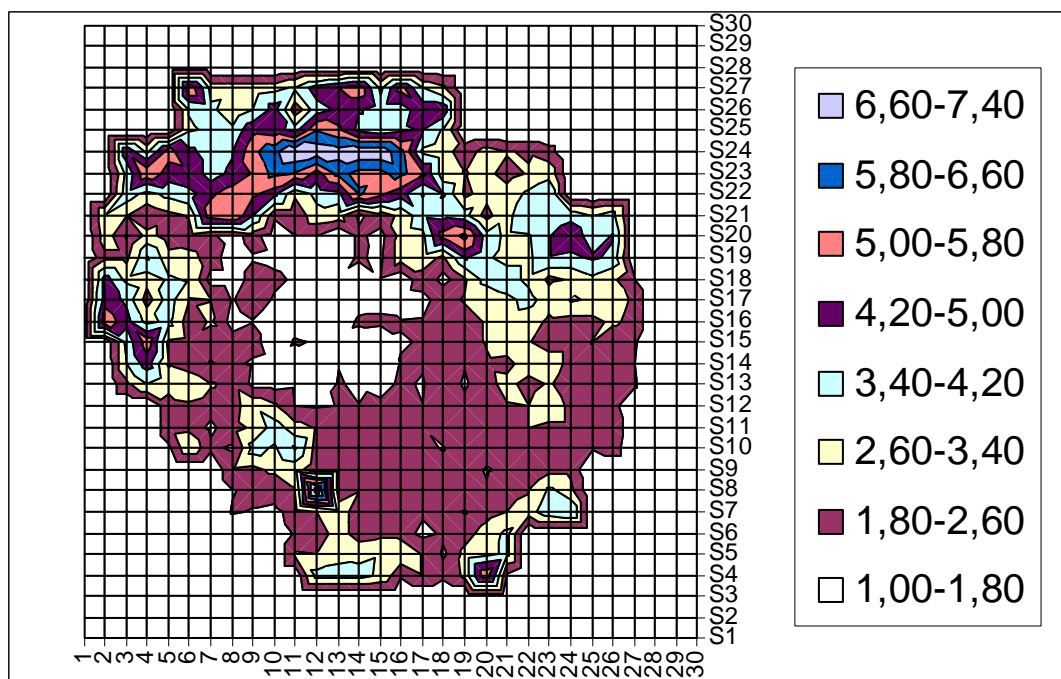 S30
S29
S28
S27
S26
S25
S24
S23
S22
S21
S20
S19
S18
S17
S16
S15
S14
S13
S12
S11
S10
S9
S8
S7
S6
S5
S4
S3
S2
S1
1 2 3 4 5 6 7 8 9 10 11 12 13 14 15 16 17 18 19 20 21 22 23 24 25 26 27 28 29 30
6,60-7,40
5,80-6,60
5,00-5,80
4,20-5,00
3,40-4,20
2,60-3,40
1,80-2,60
1,00-1,80